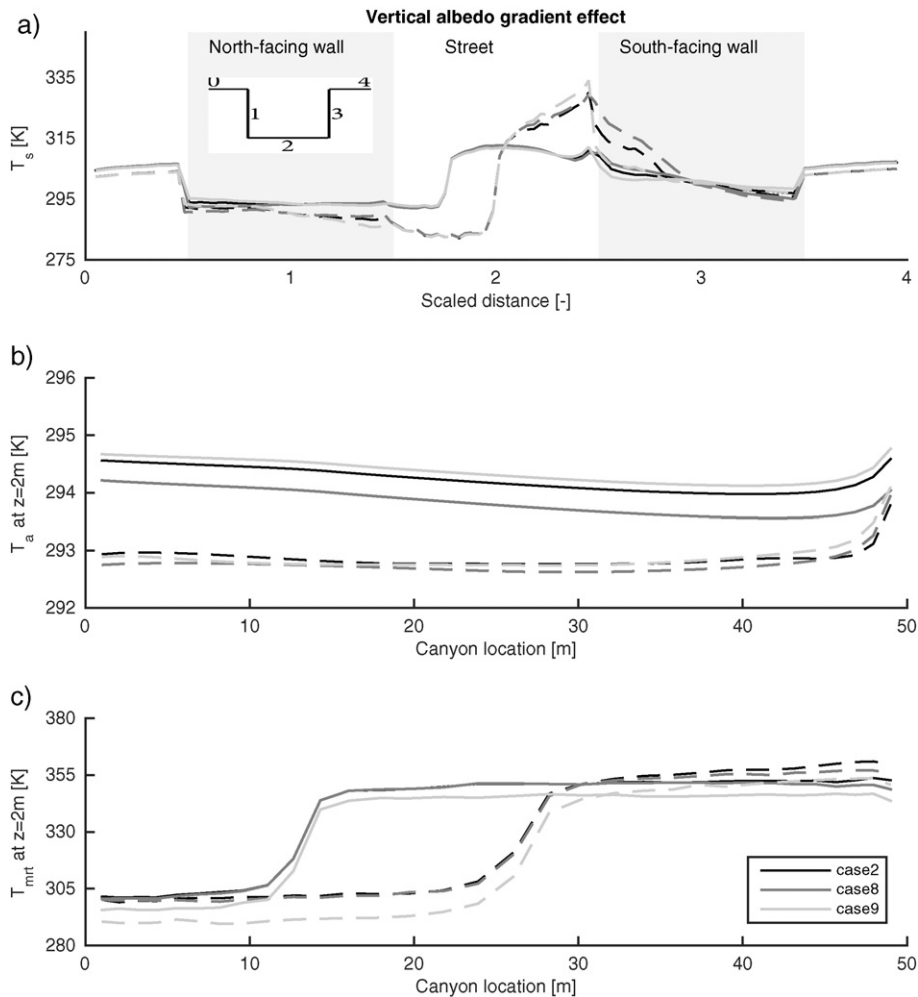 Vertical albedo gradient effect
a)
North-facing wall Street South-facing wall
335
315
295
275
T_s [K]
0 4
1 3
2
0 1 2 3 4
Scaled distance [-]
b)
296
295
294
293
292
T_a at z=2m [K]
0 10 20 30 40 50
Canyon location [m]
c)
380
355
330
305
280
T_mrt at z=2m [K]
case2
case8
case9
0 10 20 30 40 50
Canyon location [m]